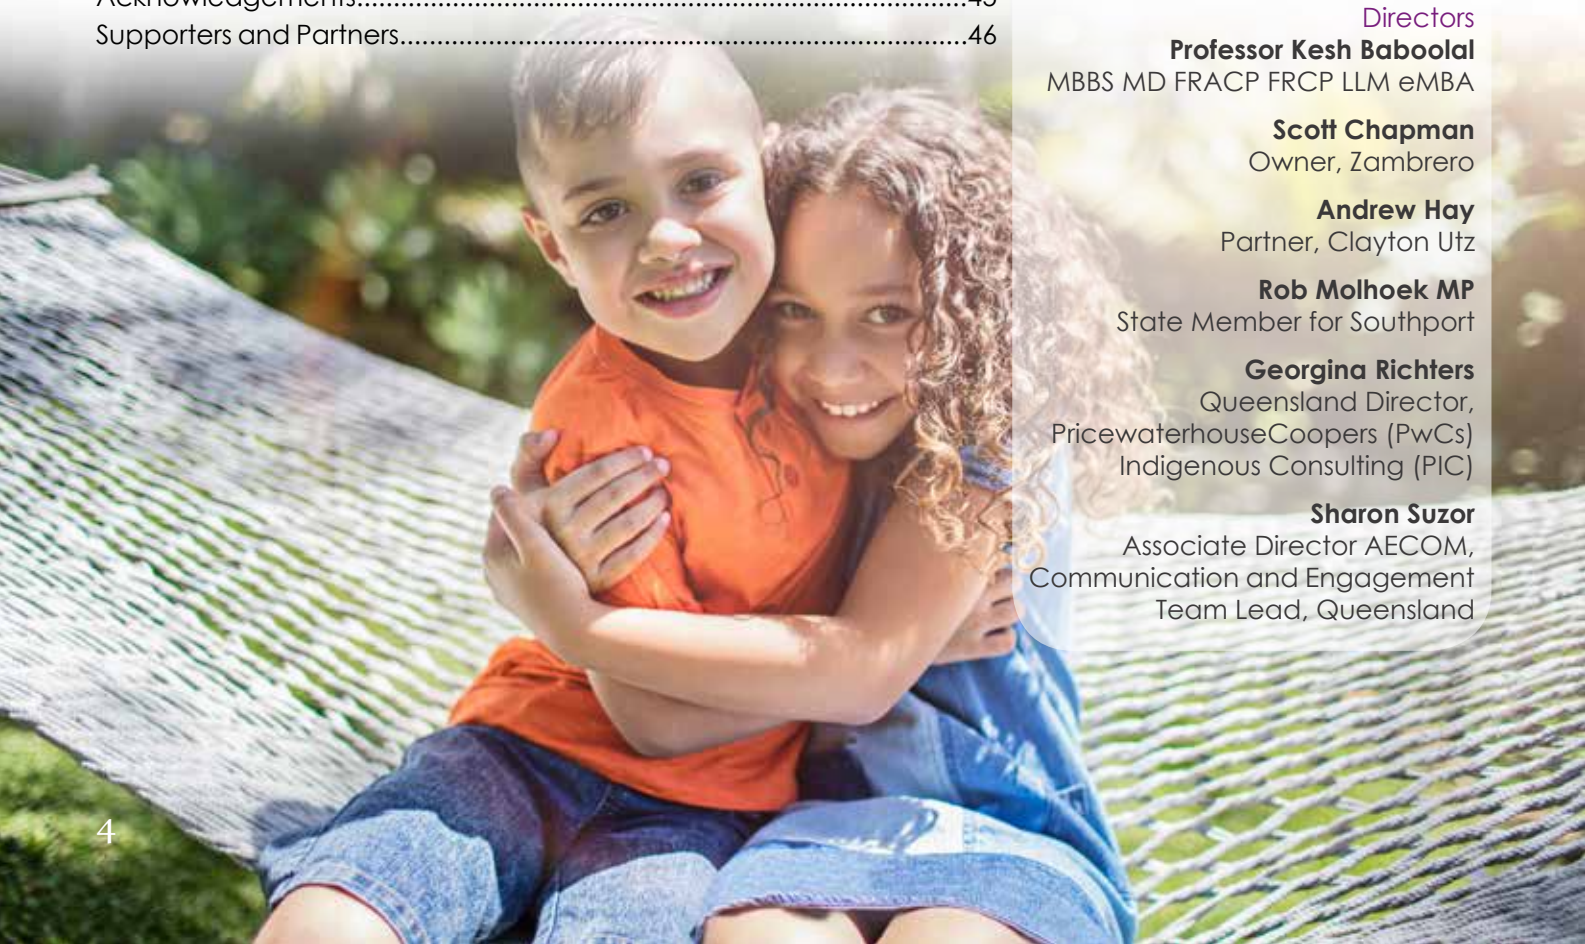 Acknowledgements..........................................................................45
Supporters and Partners.....................................................................46
Directors
Professor Kesh Baboolal
MBBS MD FRACP FRCP LLM eMBA
Scott Chapman
Owner, Zambrero
Andrew Hay
Partner, Clayton Utz
Rob Molhoek MP
State Member for Southport
Georgina Richters
Queensland Director,
PricewaterhouseCoopers (PwCs)
Indigenous Consulting (PIC)
Sharon Suzor
Associate Director AECOM,
Communication and Engagement
Team Lead, Queensland
4